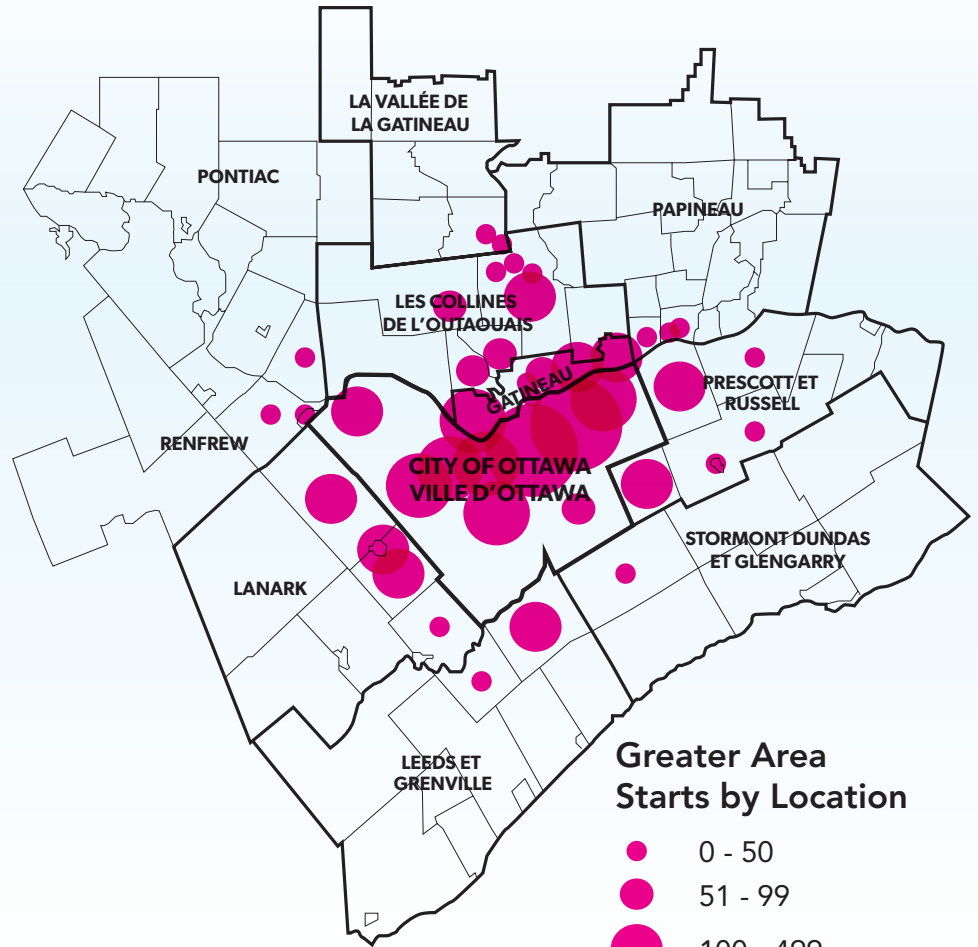 LA VALLÉE DE
LA GATINEAU
PONTIAC
PAPINEAU
LES COLLINES
DE L'OUTAOUAIS
GATINEAU
PRESCOTT ET
RUSSELL
RENFREW
CITY OF OTTAWA
VILLE D'OTTAWA
STORMONT DUNDAS
ET GLENGARRY
LANARK
LEEDS ET
GRENVILLE
Greater Area
Starts by Location
0 - 50
51 - 99
100 - 499